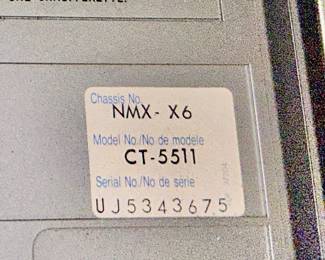 Chassis No.
NMX- X6
Model No./No de modele
CT-5511
Serial No./No de serie
UJ5343675